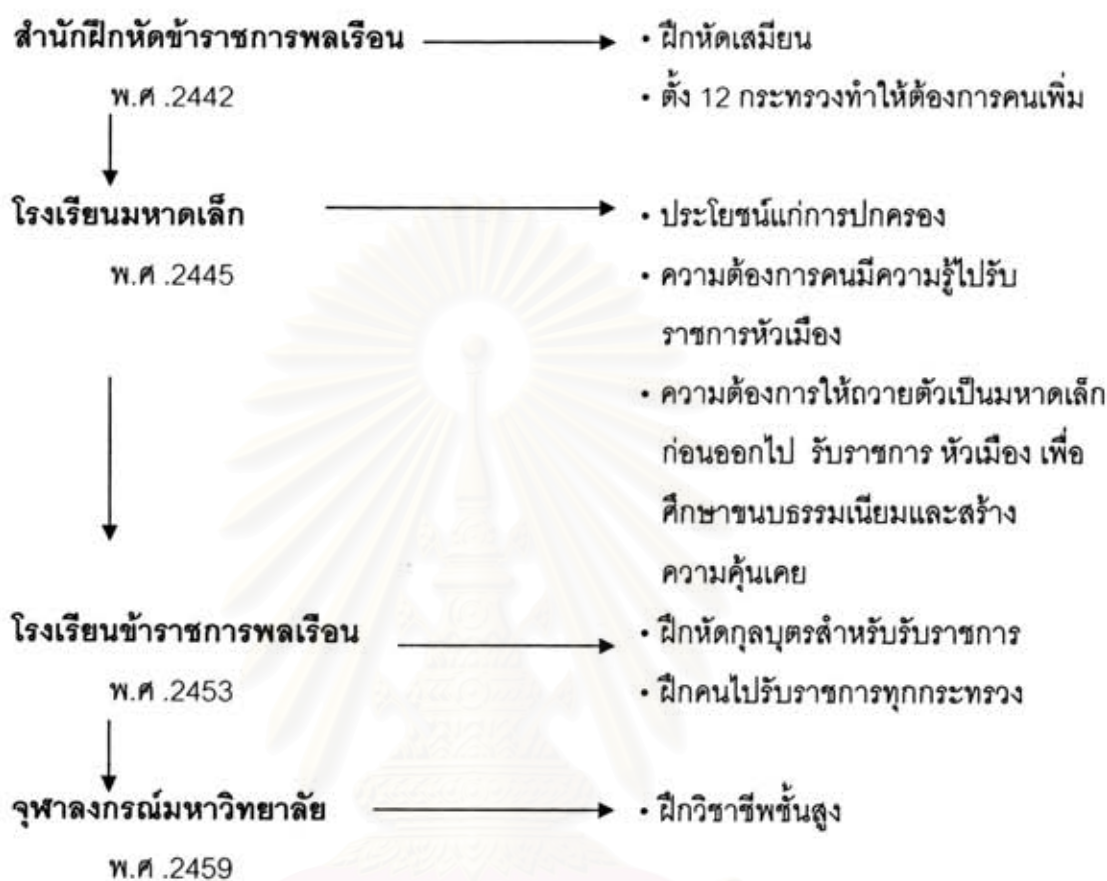 สำนักฝึกหัดข้าราชการพลเรือน
• ฝึกหัดเสมียน
พ.ศ .2442
• ตั้ง 12 กระทรวงทำให้ต้องการคนเพิ่ม
โรงเรียนมหาดเล็ก
• ประโยชน์แก่การปกครอง
พ.ศ .2445
• ความต้องการคนมีความรู้ไปรับ
ราชการหัวเมือง
• ความต้องการให้ถวายตัวเป็นมหาดเล็ก
ก่อนออกไป รับราชการ หัวเมือง เพื่อ
ศึกษาขนบธรรมเนียมและสร้าง
ความคุ้นเคย
โรงเรียนข้าราชการพลเรือน
• ฝึกหัดกุลบุตรสำหรับรับราชการ
พ.ศ .2453
• ฝึกคนไปรับราชการทุกกระทรวง
จุฬาลงกรณ์มหาวิทยาลัย
• ฝึกวิชาชีพชั้นสูง
พ.ศ .2459